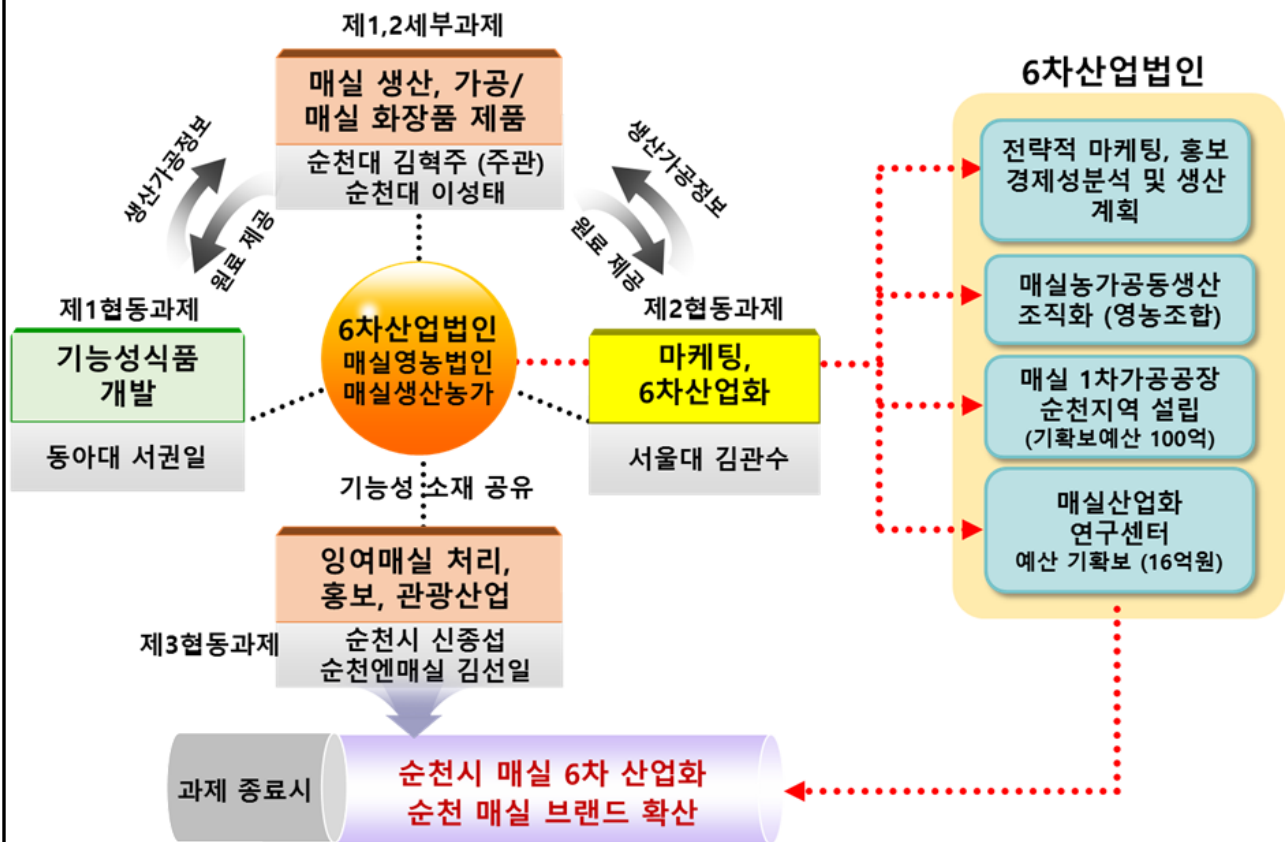 제1,2세부과제
매실 생산, 가공/
매실 화장품 제품
순천대 김혁주 (주관)
순천대 이성태
생산가공정보
원료 제공
생산가공정보
원료 제공
제1협동과제
기능성식품
개발
동아대 서권일
6차산업법인
매실영농법인
매실생산농가
제2협동과제
마케팅,
6차산업화
서울대 김관수
기능성 소재 공유
잉여매실 처리,
홍보, 관광산업
제3협동과제
순천시 신종섭
순천엔매실 김선일
6차산업법인
전략적 마케팅, 홍보
경제성분석 및 생산
계획
매실농가공동생산
조직화 (영농조합)
매실 1차가공공장
순천지역 설립
(기확보예산 100억)
매실산업화
연구센터
예산 기확보 (16억원)
과제 종료시
순천시 매실 6차 산업화
순천 매실 브랜드 확산